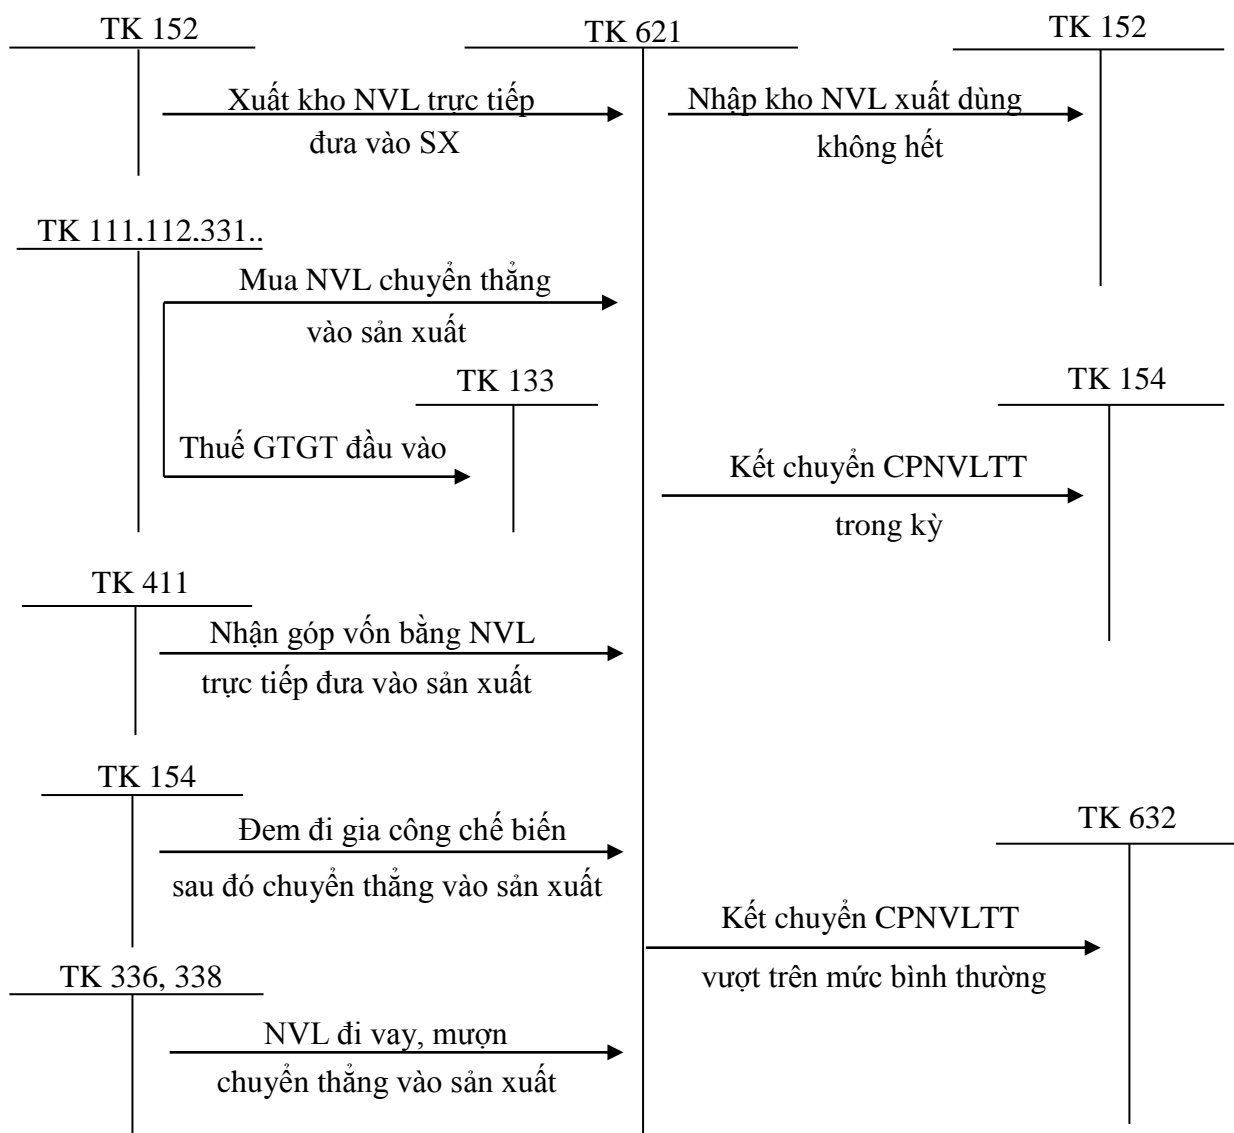 TK 152
TK 621
TK 152
Xuất kho NVL trực tiếp
đưa vào SX
Nhập kho NVL xuất dùng
không hết
TK 111,112,331..
Mua NVL chuyển thẳng
vào sản xuất
TK 133
TK 154
Thuế GTGT đầu vào
Kết chuyển CPNVLTT
trong kỳ
TK 411
Nhận góp vốn bằng NVL
trực tiếp đưa vào sản xuất
TK 154
Đem đi gia công chế biến
sau đó chuyển thẳng vào sản xuất
TK 632
Kết chuyển CPNVLTT
vượt trên mức bình thường
TK 336, 338
NVL đi vay, mượn
chuyển thẳng vào sản xuất